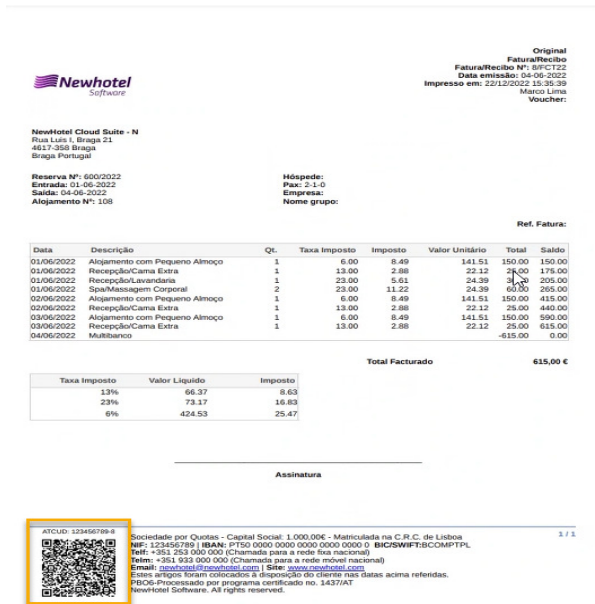 Original
Fatura/Recibo
Fatura/Recibo Nº: 8/FCT22
Data emissão: 04-06-2022
Impresso em: 22/12/2022 15:35:39
Marco Lima
Voucher:
Newhotel
Software
NewHotel Cloud Suite - N
Rua Luis I, Braga 21
4617-358 Braga
Braga Portugal
Reserva Nº: 600/2022
Entrada: 01-06-2022
Saída: 04-06-2022
Alojamento Nº: 108
Hóspede:
Pax: 2-1-0
Empresa:
Nome grupo:
Ref. Fatura:
Data Descrição Qt. Taxa Imposto Imposto Valor Unitário Total Saldo
01/06/2022 Alojamento com Pequeno Almoço 1 6.00 8.49 141.51 150.00 150.00
01/06/2022 Recepção/Cama Extra 1 13.00 2.88 22.12 25.00 175.00
01/06/2022 Recepção/Lavandaria 1 23.00 5.61 24.39 205.00
01/06/2022 Spa/Massagem Corporal 2 23.00 11.22 24.39 60.00 265.00
02/06/2022 Alojamento com Pequeno Almoço 1 6.00 8.49 141.51 150.00 415.00
02/06/2022 Recepção/Cama Extra 1 13.00 2.88 22.12 25.00 440.00
03/06/2022 Alojamento com Pequeno Almoço 1 6.00 8.49 141.51 150.00 590.00
03/06/2022 Recepção/Cama Extra 1 13.00 2.88 22.12 25.00 615.00
04/06/2022 Multibanco -615.00 0.00
Total Facturado 615,00 €
Taxa Imposto Valor Liquido Imposto
13% 66.37 8.63
23% 73.17 16.83
6% 424.53 25.47
Assinatura
ATCUD: 123456789-8
Sociedade por Quotas - Capital Social: 1.000,00€ - Matriculada na C.R.C. de Lisboa
1 / 1
NIF: 123456789 | IBAN: PT50 0000 0000 0000 0000 0000 0 BIC/SWIFT:BCOMPTPL
Telf: +351 253 000 000 (Chamada para a rede fixa nacional)
Telm: +351 933 000 000 (Chamada para a rede móvel nacional)
Email: newhotel@newhotel.com | Site: www.newhotel.com
Estes artigos foram colocados à disposição do cliente nas datas acima referidas.
PBO6-Processado por programa certificado no. 1437/AT
NewHotel Software. All rights reserved.